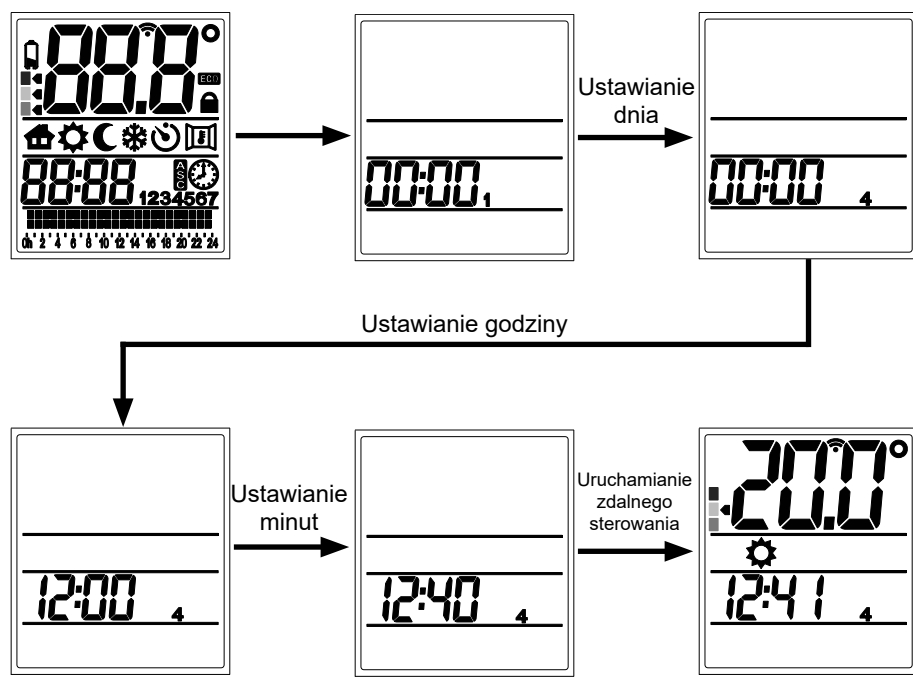 88.8°
ECO
88:88
A
S
C
1234567
0h 2 4 6 8 10 12 14 16 18 20 22 24
00:00 1
Ustawianie
dnia
00:00 4
Ustawianie godziny
12:00 4
Ustawianie
minut
12:40 4
Uruchamianie
zdalnego
sterowania
20.0°
12:41 4